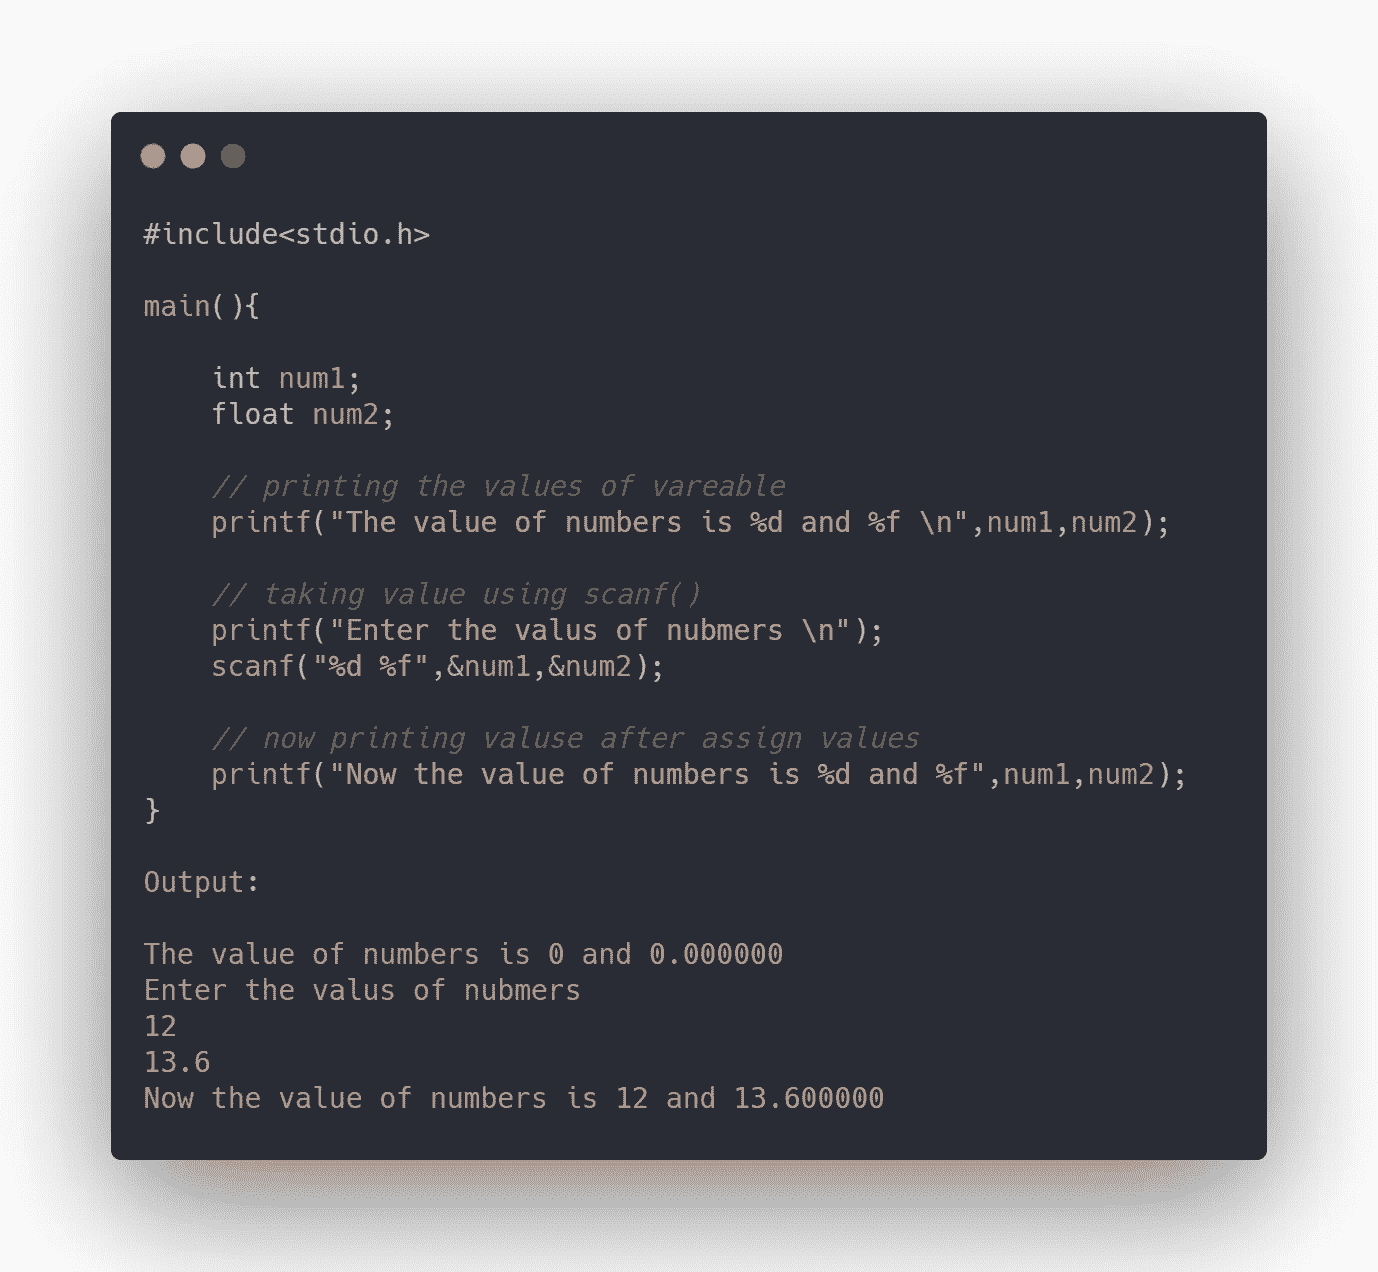 #include<stdio.h>
main(){
    int num1;
    float num2;
    // printing the values of vareable
    printf("The value of numbers is %d and %f \n",num1,num2);
    // taking value using scanf()
    printf("Enter the valus of nubmers \n");
    scanf("%d %f",&num1,&num2);
    // now printing valuse after assign values
    printf("Now the value of numbers is %d and %f",num1,num2);
}
Output:
The value of numbers is 0 and 0.000000
Enter the valus of nubmers
12
13.6
Now the value of numbers is 12 and 13.600000